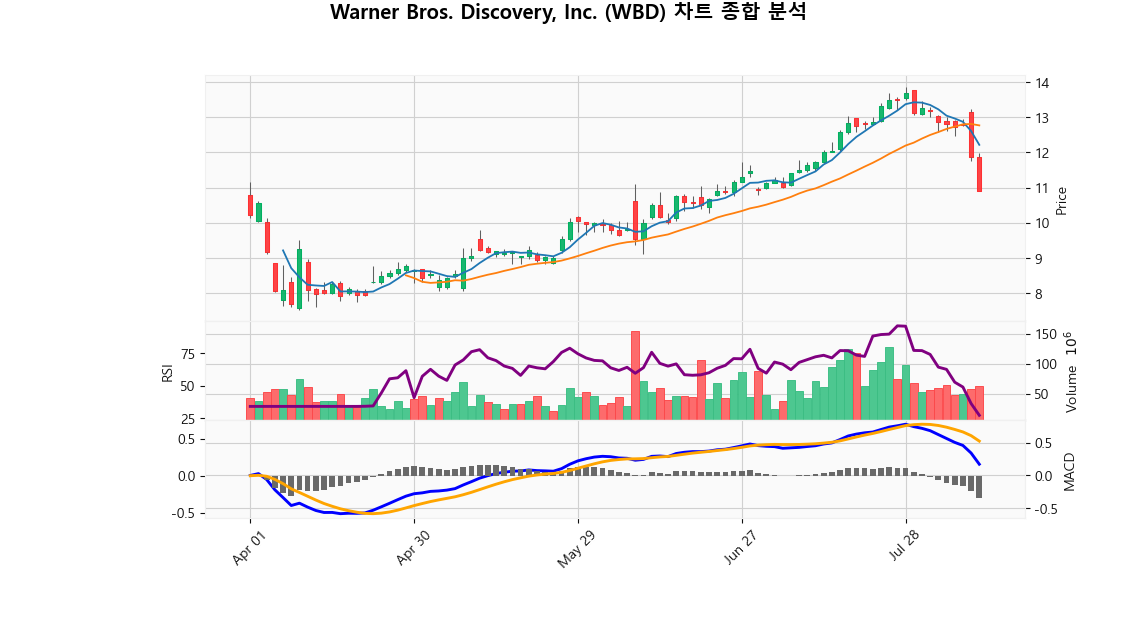 Warner Bros. Discovery, Inc. (WBD) 차트 종합 분석
14
13
12
11
10
9
8
Price
75
50
25
RSI
150
100
50
Volume 10⁶
0.5
0.0
-0.5
0.5
0.0
-0.5
MACD
Apr 01
Apr 30
May 29
Jun 27
Jul 28